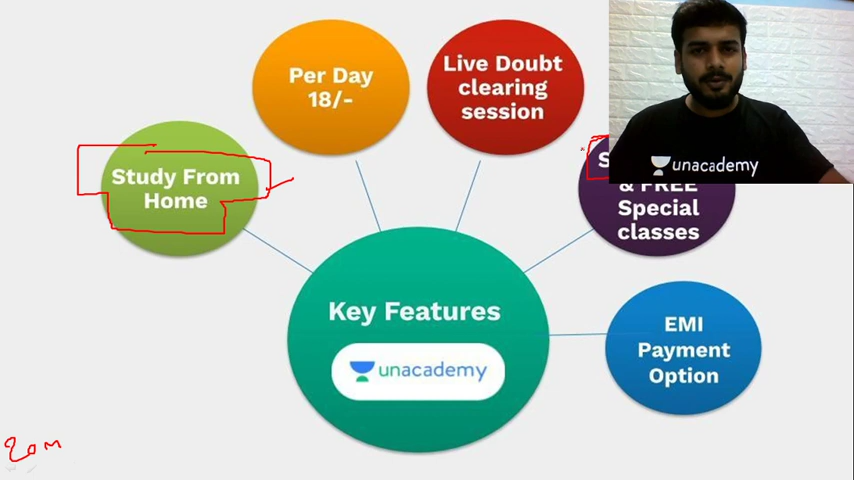 Per Day
18/-
Live Doubt
clearing
session
unacademy
Study From
Home
& FREE
Special
classes
Key Features
unacademy
EMI
Payment
Option